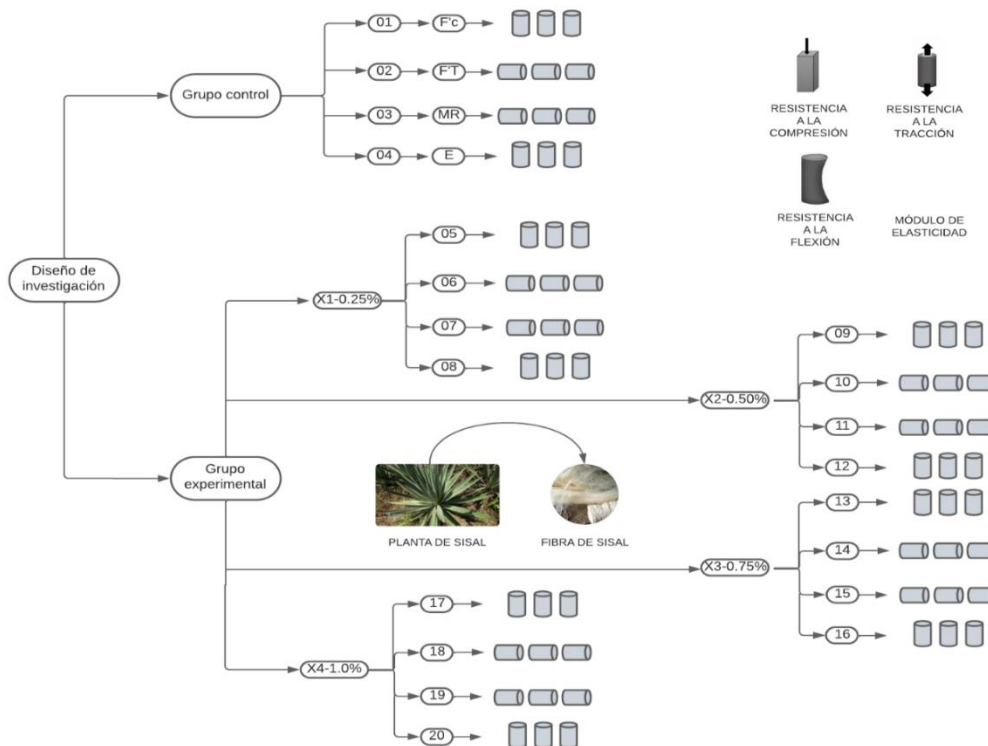 Diseño de
investigación
Grupo control
01
F'c
02
F'T
03
MR
04
E
Grupo
experimental
X1-0.25%
05
06
07
08
X2-0.50%
09
10
11
12
X3-0.75%
13
14
15
16
X4-1.0%
17
18
19
20
PLANTA DE SISAL
FIBRA DE SISAL
RESISTENCIA
A LA
COMPRESIÓN
RESISTENCIA
A LA
TRACCIÓN
RESISTENCIA
A LA
FLEXIÓN
MÓDULO DE
ELASTICIDAD